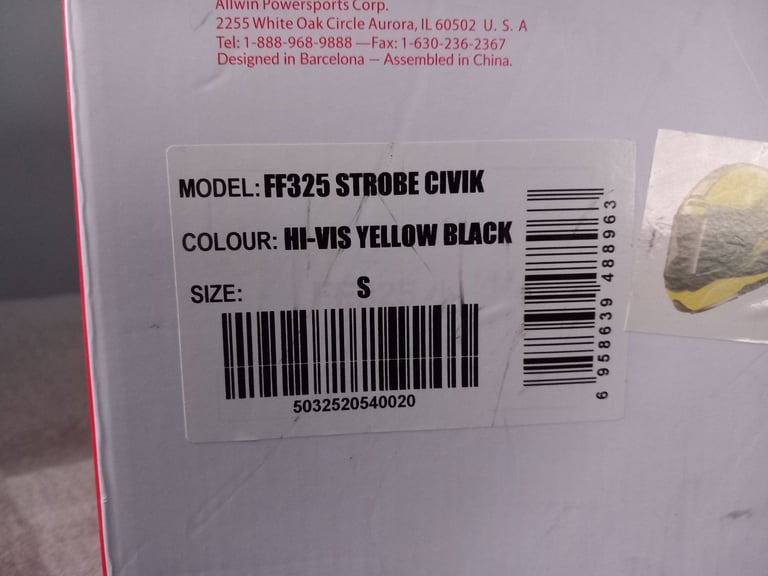 Allwin Powersports Corp.
2255 White Oak Circle Aurora, IL 60502 U. S. A
Tel: 1-888-968-9888 —Fax: 1-630-236-2367
Designed in Barcelona – Assembled in China.
MODEL: FF325 STROBE CIVIK
COLOUR: HI-VIS YELLOW BLACK
SIZE: S
5032520540020
6 958639 488963